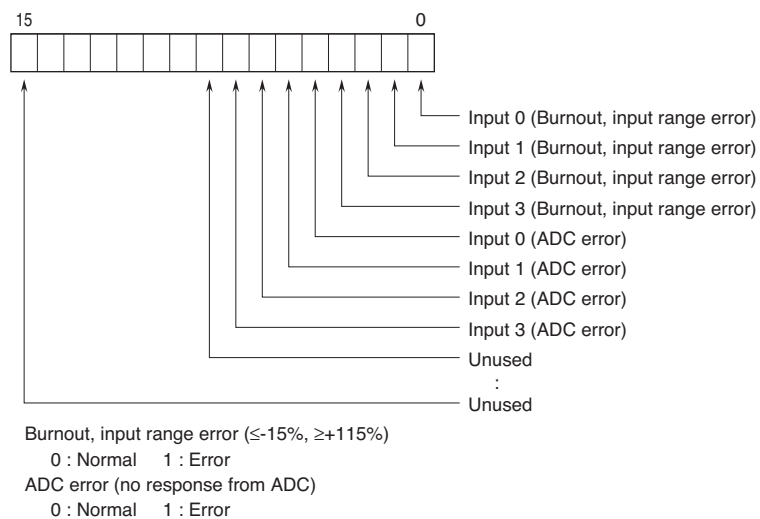 15 0
Input 0 (Burnout, input range error)
Input 1 (Burnout, input range error)
Input 2 (Burnout, input range error)
Input 3 (Burnout, input range error)
Input 0 (ADC error)
Input 1 (ADC error)
Input 2 (ADC error)
Input 3 (ADC error)
Unused
:
Unused
Burnout, input range error (≤-15%, ≥+115%)
0 : Normal 1 : Error
ADC error (no response from ADC)
0 : Normal 1 : Error